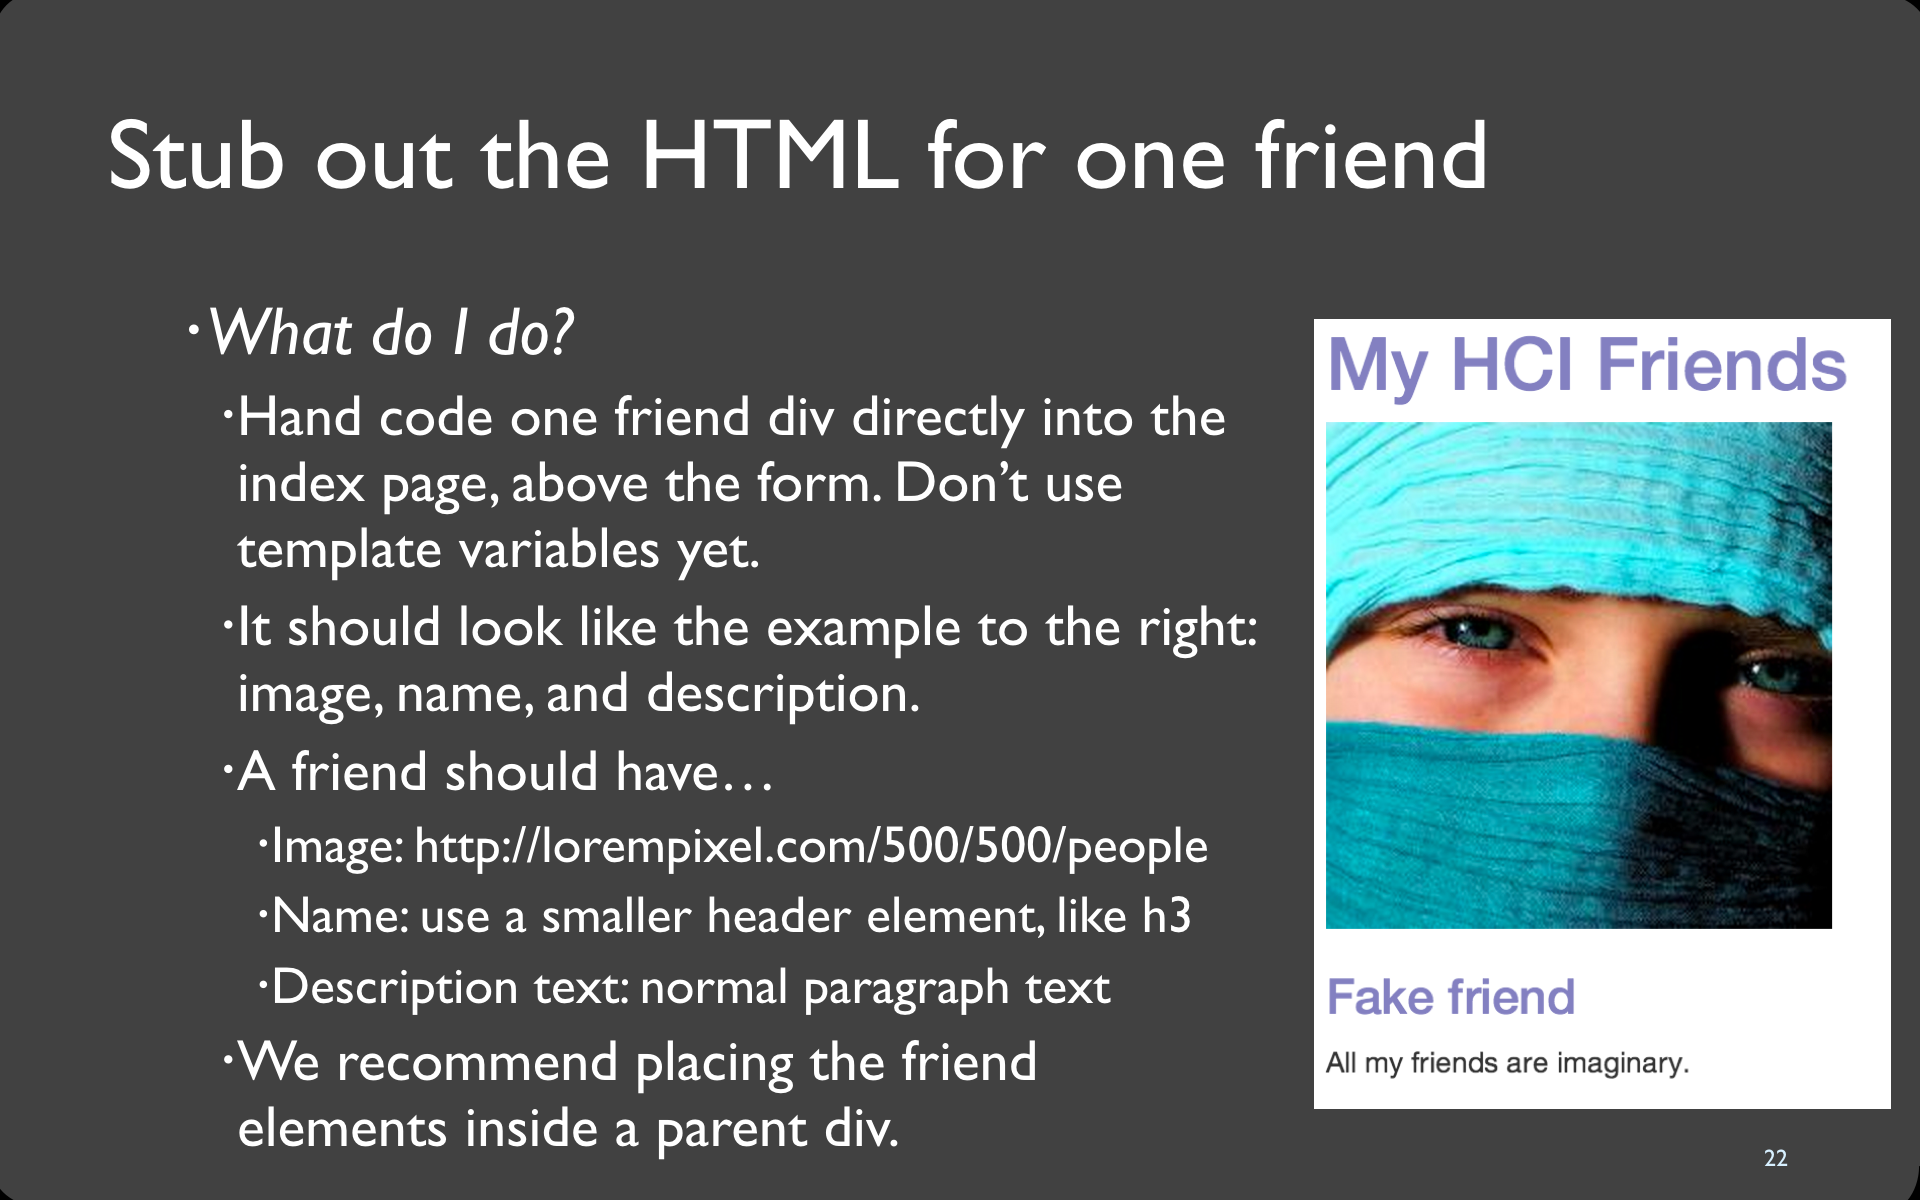 Stub out the HTML for one friend
·What do I do?
·Hand code one friend div directly into the
index page, above the form. Don’t use
template variables yet.
·It should look like the example to the right:
image, name, and description.
·A friend should have…
·Image: http://lorempixel.com/500/500/people
·Name: use a smaller header element, like h3
·Description text: normal paragraph text
·We recommend placing the friend
elements inside a parent div.
My HCI Friends
Fake friend
All my friends are imaginary.
22